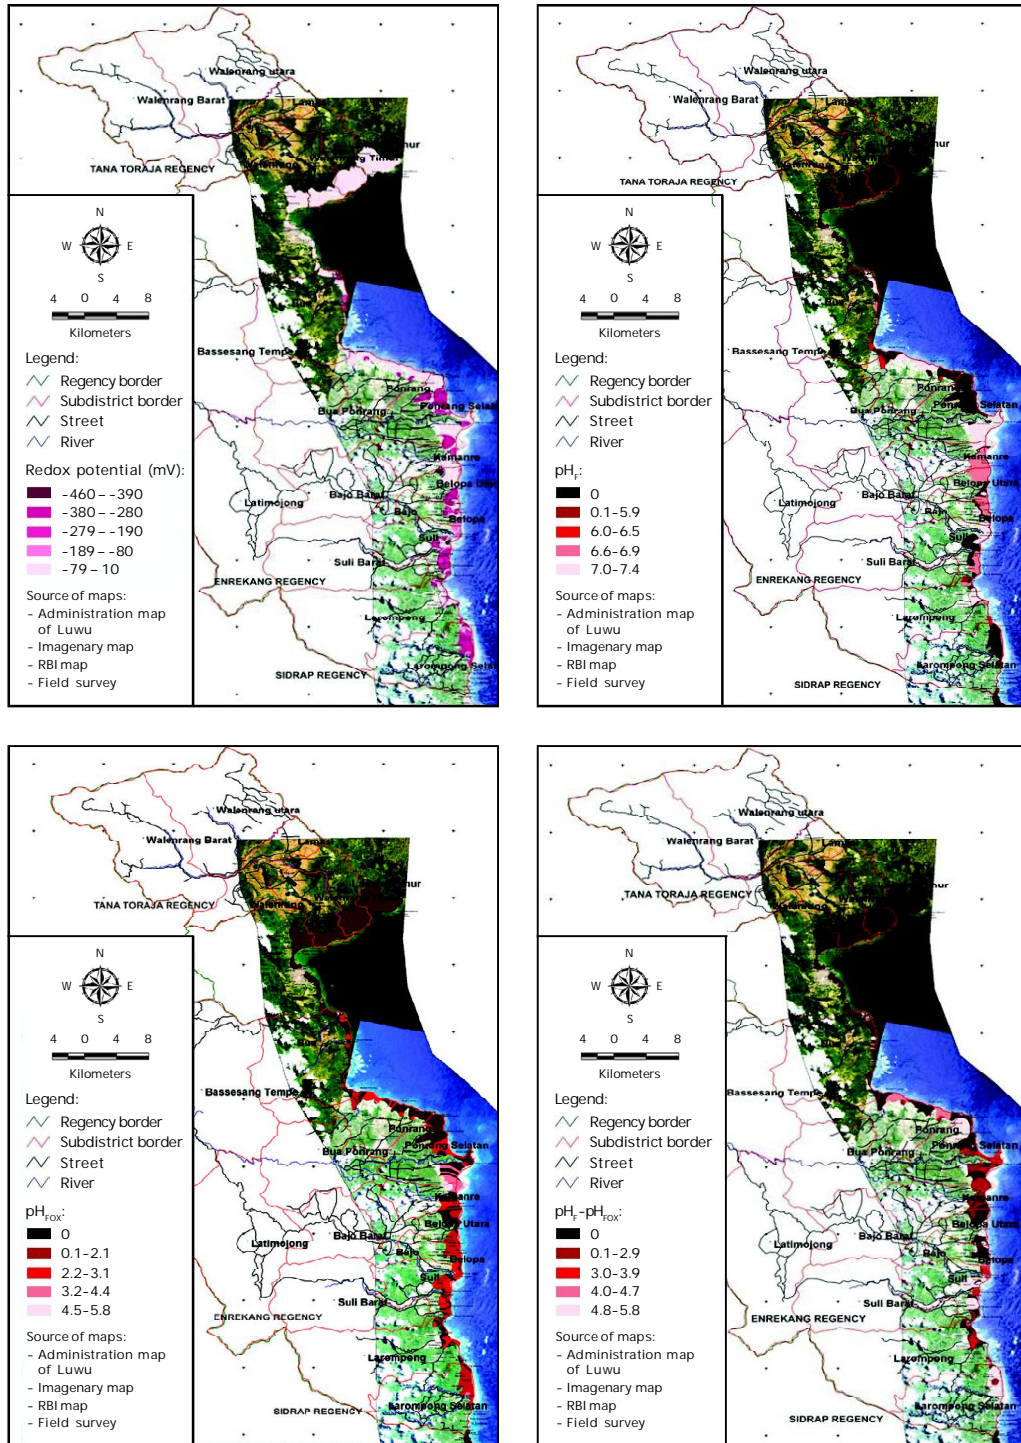 Walenrang utara
Walenrang Barat
Lamasi
TANA TORAJA REGENCY
N
W E
S
4 0 4 8
Kilometers
Bassesang Tempe
Legend:
Regency border
Subdistrict border
Street
River
Redox potential (mV):
-460 - -390
-380 - -280
-279 - -190
-189 - -80
-79 - 10
Source of maps:
- Administration map
of Luwu
- Imagenary map
- RBI map
- Field survey
Ponrang
Ponrang Selatan
Bua Ponrang
Kamanre
Belopa
Bajo Barat
Latimojong
Bajo
Belopa
Suli
Suli Barat
ENREKANG REGENCY
Larompong
Larompong Selatan
SIDRAP REGENCY
Walenrang utara
Walenrang Barat
Lamasi
TANA TORAJA REGENCY
N
W E
S
4 0 4 8
Kilometers
Bassesang Tempe
Legend:
Regency border
Subdistrict border
Street
River
pHF:
0
0.1-5.9
6.0-6.5
6.6-6.9
7.0-7.4
Source of maps:
- Administration map
of Luwu
- Imagenary map
- RBI map
- Field survey
Ponrang
Ponrang Selatan
Bua Ponrang
Kamanre
Belopa Utara
Bajo Barat
Latimojong
Bajo
Belopa
Suli
Suli Barat
ENREKANG REGENCY
Larompong
Larompong Selatan
SIDRAP REGENCY
Walenrang utara
Walenrang Barat
Lamasi
Walenrang
TANA TORAJA REGENCY
N
W E
S
4 0 4 8
Kilometers
Bassesang Tempe
Legend:
Regency border
Subdistrict border
Street
River
pHFOX:
0
0.1-2.1
2.2-3.1
3.2-4.4
4.5-5.8
Source of maps:
- Administration map
of Luwu
- Imagenary map
- RBI map
- Field survey
Ponrang
Ponrang Selatan
Bua Ponrang
Kamanre
Belopa Utara
Bajo Barat
Latimojong
Bajo
Belopa
Suli
Suli Barat
ENREKANG REGENCY
Larompong
Larompong Selatan
SIDRAP REGENCY
Walenrang utara
Walenrang Barat
Lamasi
TANA TORAJA REGENCY
N
W E
S
4 0 4 8
Kilometers
Bassesang Tempe
Legend:
Regency border
Subdistrict border
Street
River
pHF-pHFOX:
0
0.1-2.9
3.0-3.9
4.0-4.7
4.8-5.8
Source of maps:
- Administration map
of Luwu
- Imagenary map
- RBI map
- Field survey
Ponrang
Ponrang Selatan
Bua Ponrang
Kamanre
Belopa Utara
Bajo Barat
Latimojong
Bajo
Belopa
Suli
Suli Barat
ENREKANG REGENCY
Larompong
Larompong Selatan
SIDRAP REGENCY